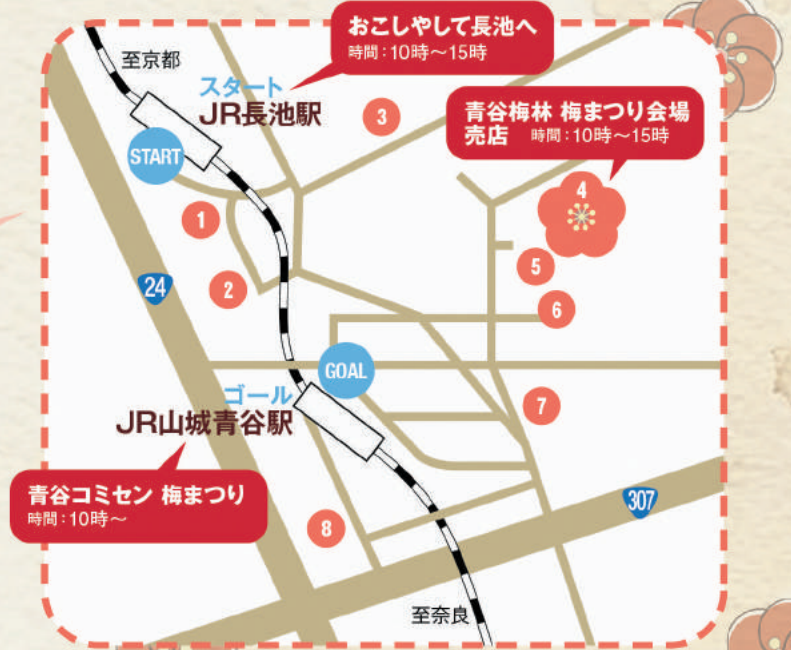 おこしやして長池へ
時間：10時～15時
至京都
スタート
JR長池駅
START
3
青谷梅林 梅まつり会場
売店 時間：10時～15時
4
1
5
2
24
6
GOAL
ゴール
JR山城青谷駅
7
青谷コミセン 梅まつり
時間：10時～
8
307
至奈良